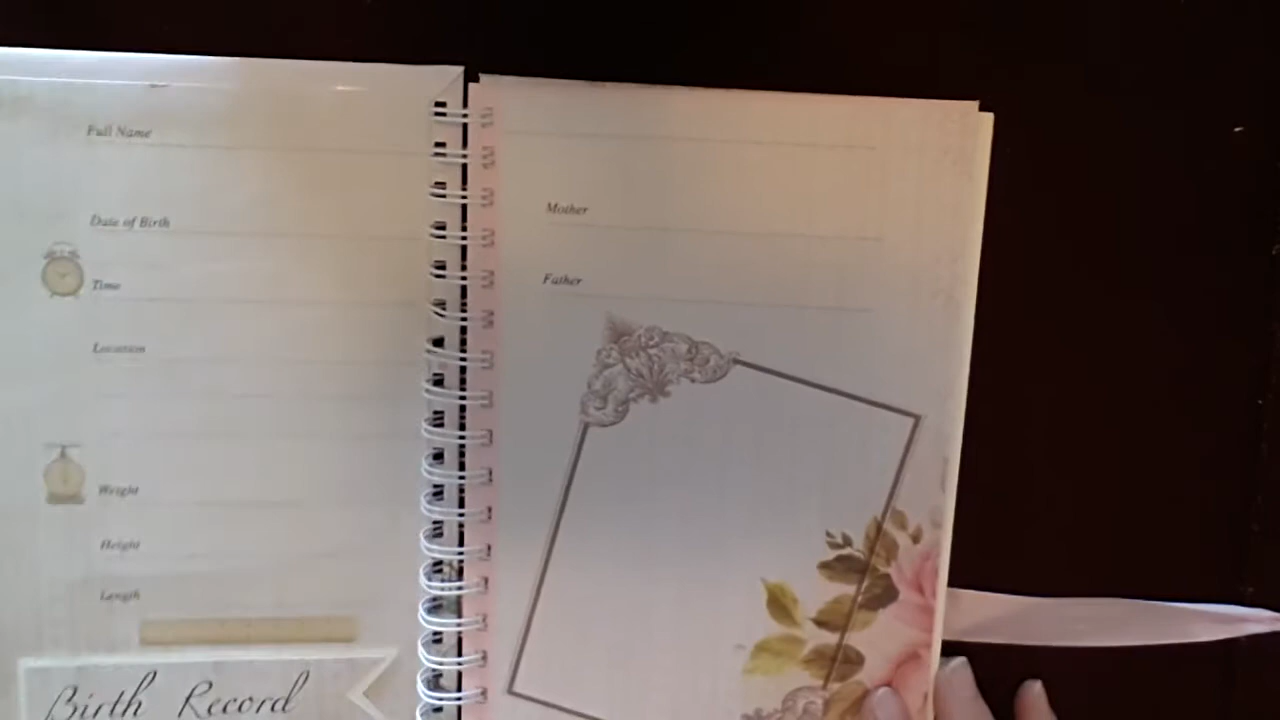 Full Name
Date of Birth
Time
Location
Weight
Height
Length
Birth Record
Mother
Father